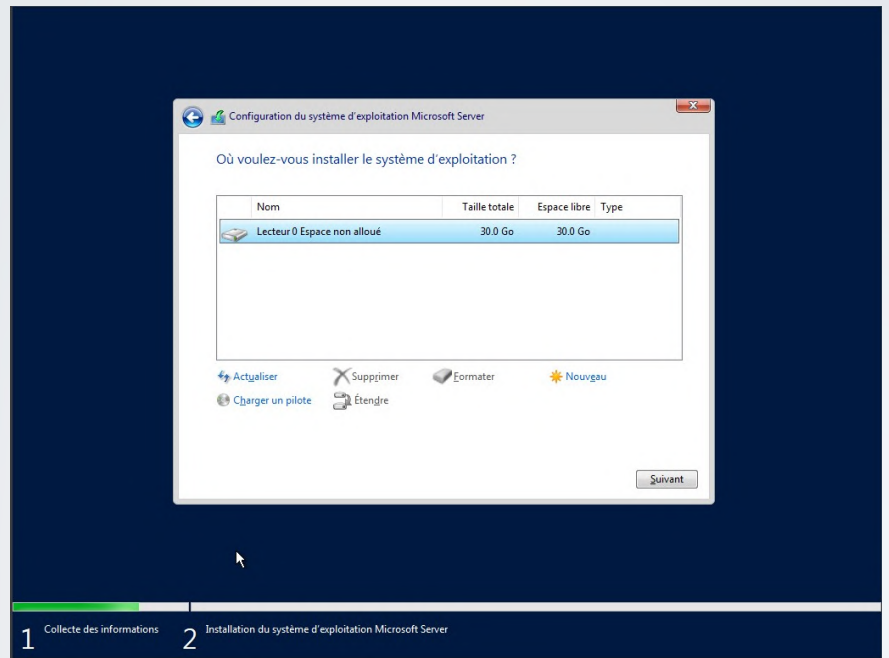 Configuration du système d'exploitation Microsoft Server
Où voulez-vous installer le système d'exploitation ?
Nom Taille totale Espace libre Type
Lecteur 0 Espace non alloué 30.0 Go 30.0 Go
Actualiser Supprimer Formater Nouveau
Charger un pilote Étendre
Suivant
1 Collecte des informations 2 Installation du système d'exploitation Microsoft Server